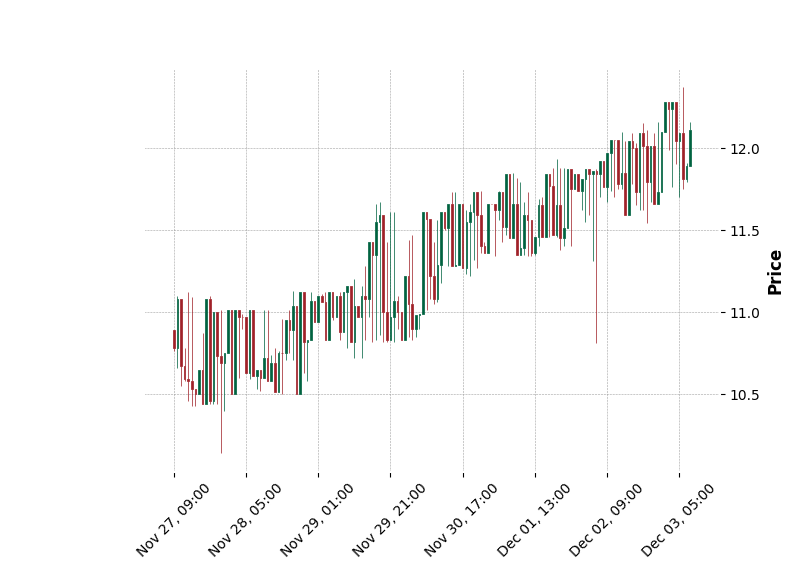 12.0
11.5
11.0
10.5
Price
Nov 27, 09:00
Nov 28, 05:00
Nov 29, 01:00
Nov 29, 21:00
Nov 30, 17:00
Dec 01, 13:00
Dec 02, 09:00
Dec 03, 05:00